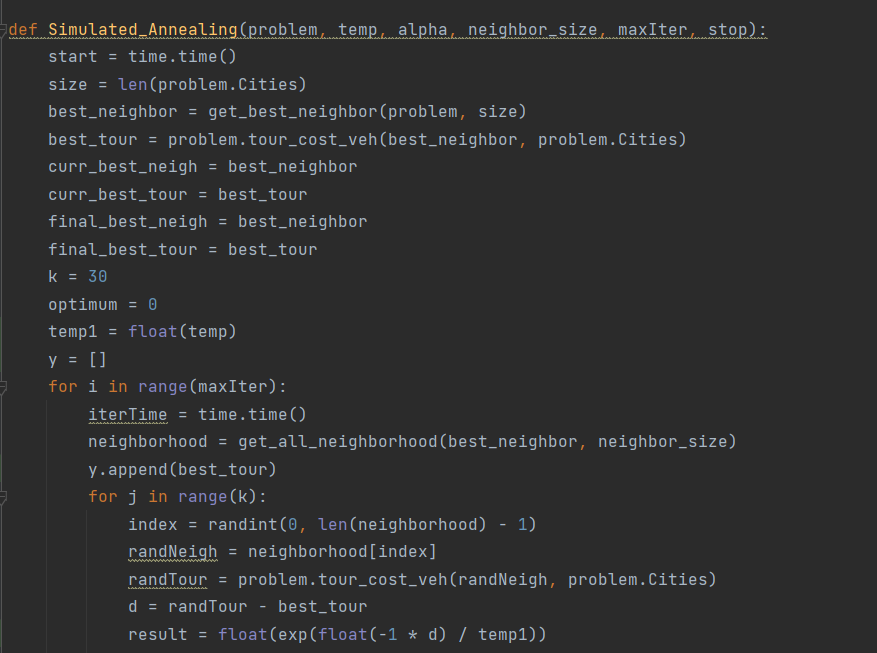 def Simulated_Annealing(problem, temp, alpha, neighbor_size, maxIter, stop):
    start = time.time()
    size = len(problem.Cities)
    best_neighbor = get_best_neighbor(problem, size)
    best_tour = problem.tour_cost_veh(best_neighbor, problem.Cities)
    curr_best_neigh = best_neighbor
    curr_best_tour = best_tour
    final_best_neigh = best_neighbor
    final_best_tour = best_tour
    k = 30
    optimum = 0
    temp1 = float(temp)
    y = []
    for i in range(maxIter):
        iterTime = time.time()
        neighborhood = get_all_neighborhood(best_neighbor, neighbor_size)
        y.append(best_tour)
        for j in range(k):
            index = randint(0, len(neighborhood) - 1)
            randNeigh = neighborhood[index]
            randTour = problem.tour_cost_veh(randNeigh, problem.Cities)
            d = randTour - best_tour
            result = float(exp(float(-1 * d) / temp1))